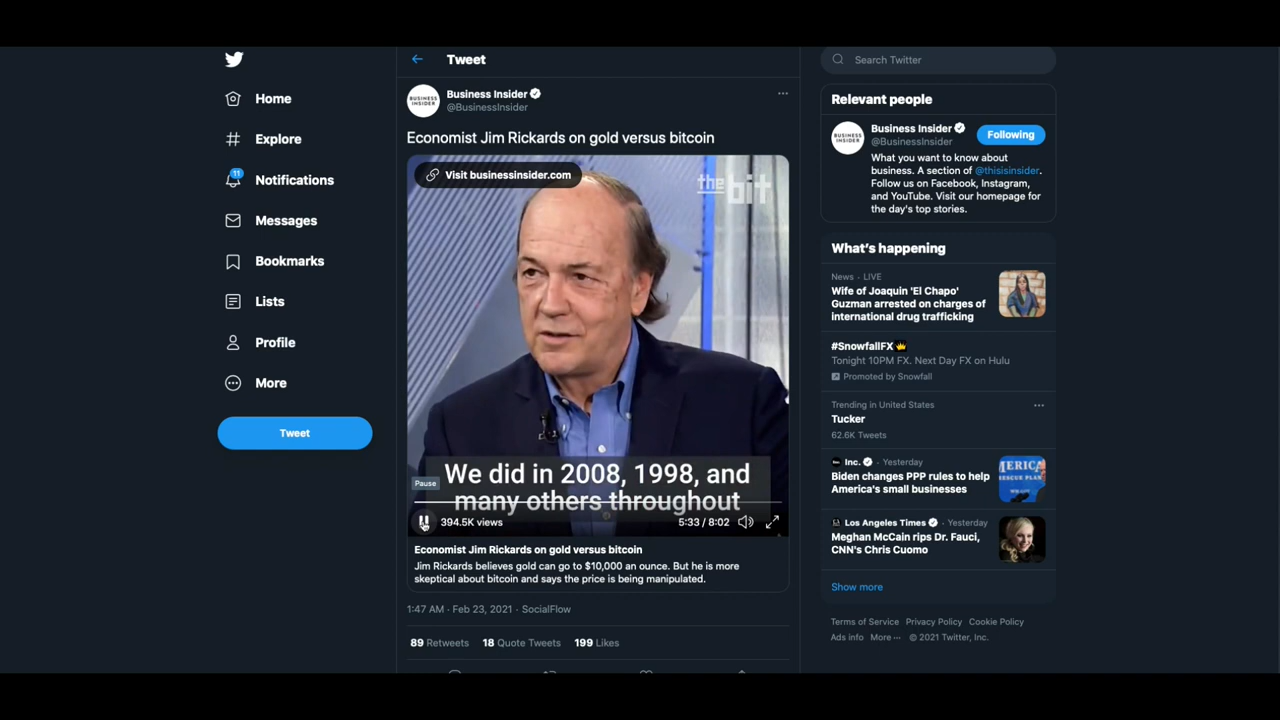 Home
Explore
11
Notifications
Messages
Bookmarks
Lists
Profile
More
Tweet
Tweet
Business Insider
@BusinessInsider
BUSINESS
INSIDER
Economist Jim Rickards on gold versus bitcoin
Visit businessinsider.com
the bit
We did in 2008, 1998, and
many others throughout
Pause
394.5K views
5:33 / 8:02
Economist Jim Rickards on gold versus bitcoin
Jim Rickards believes gold can go to $10,000 an ounce. But he is more
skeptical about bitcoin and says the price is being manipulated.
1:47 AM · Feb 23, 2021 · SocialFlow
89 Retweets 18 Quote Tweets 199 Likes
Search Twitter
Relevant people
BUSINESS
INSIDER
Business Insider
@BusinessInsider
Following
What you want to know about
business. A section of @thisisinsider.
Follow us on Facebook, Instagram,
and YouTube. Visit our homepage for
the day's top stories.
What's happening
News · LIVE
Wife of Joaquin 'El Chapo'
Guzman arrested on charges of
international drug trafficking
#SnowfallFX
Tonight 10PM FX. Next Day FX on Hulu
Promoted by Snowfall
Trending in United States
Tucker
62.6K Tweets
Inc. · Yesterday
Biden changes PPP rules to help
America's small businesses
Los Angeles Times · Yesterday
Meghan McCain rips Dr. Fauci,
CNN's Chris Cuomo
Show more
Terms of Service Privacy Policy Cookie Policy
Ads info More ··· © 2021 Twitter, Inc.